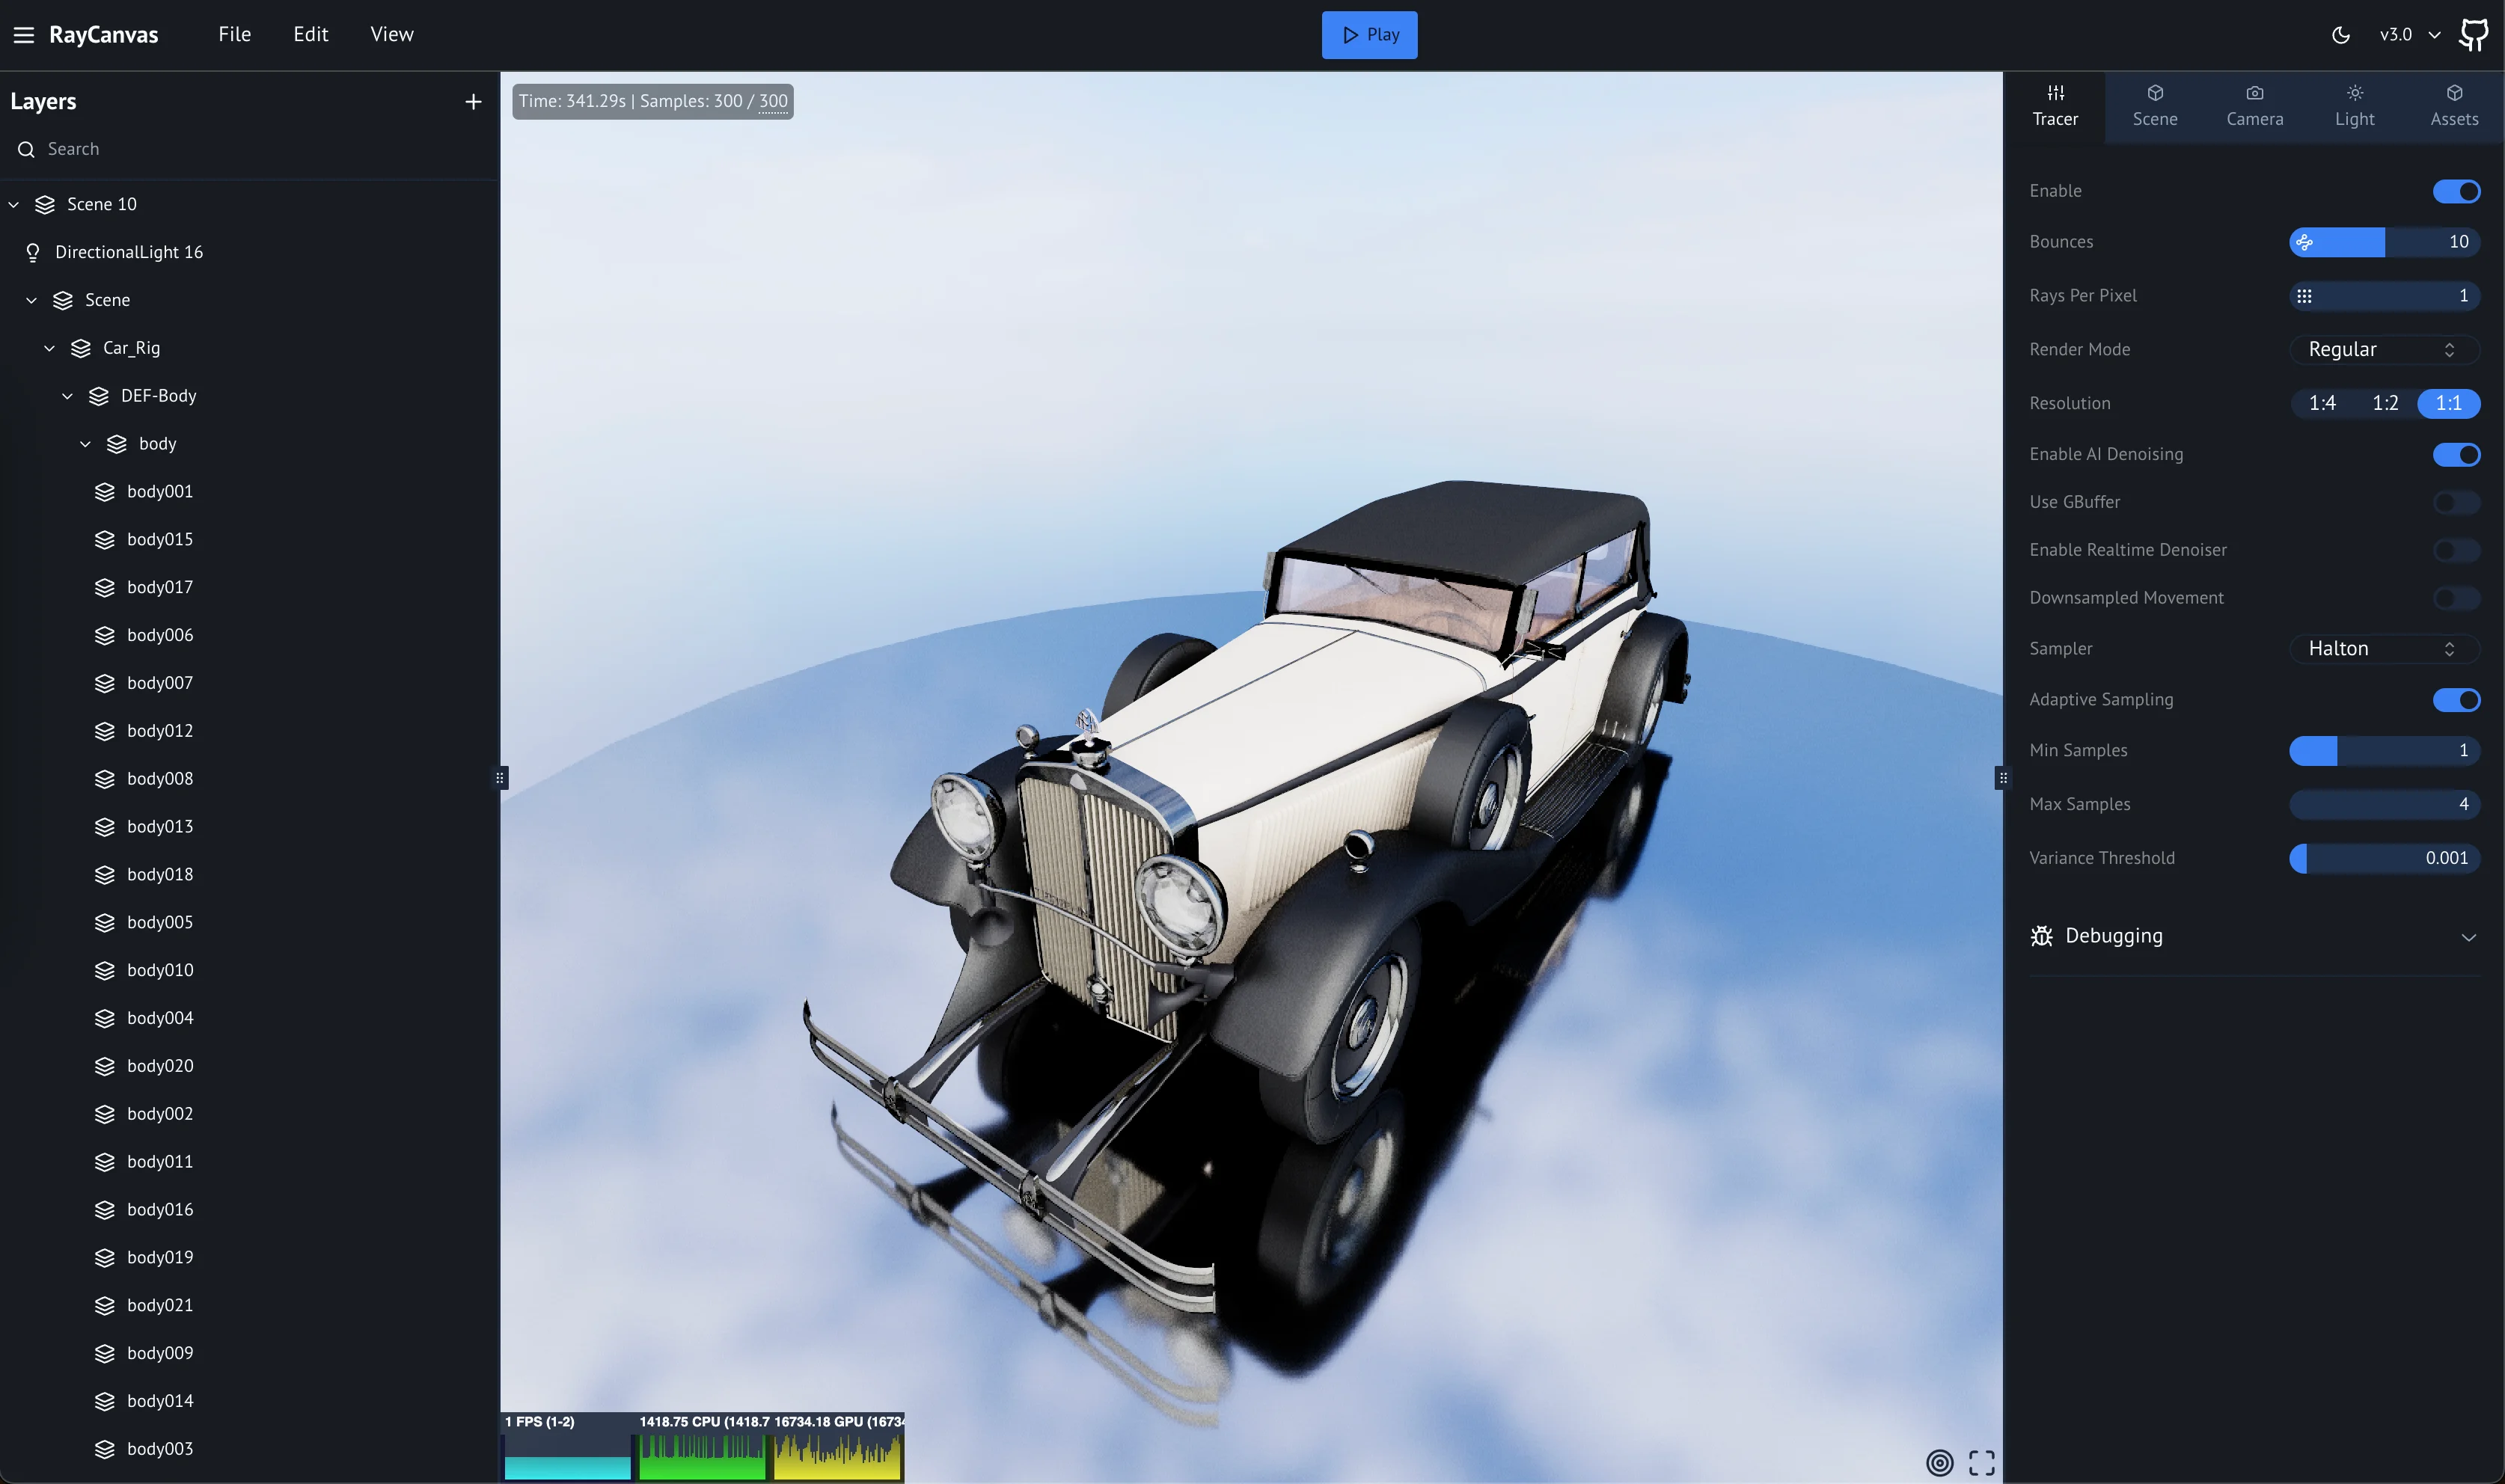 RayCanvas File Edit View Play v3.0
Layers
Search
Scene 10
DirectionalLight 16
Scene
Car_Rig
DEF-Body
body
body001
body015
body017
body006
body007
body012
body008
body013
body018
body005
body010
body004
body020
body002
body011
body016
body019
body021
body009
body014
body003
Time: 341.29s | Samples: 300 / 300
1 FPS (1-2) 1418.75 CPU (1418.7 16734.18 GPU (16734
Tracer Scene Camera Light Assets
Enable
Bounces 10
Rays Per Pixel 1
Render Mode Regular
Resolution 1:4 1:2 1:1
Enable AI Denoising
Use GBuffer
Enable Realtime Denoiser
Downsampled Movement
Sampler Halton
Adaptive Sampling
Min Samples 1
Max Samples 4
Variance Threshold 0.001
Debugging